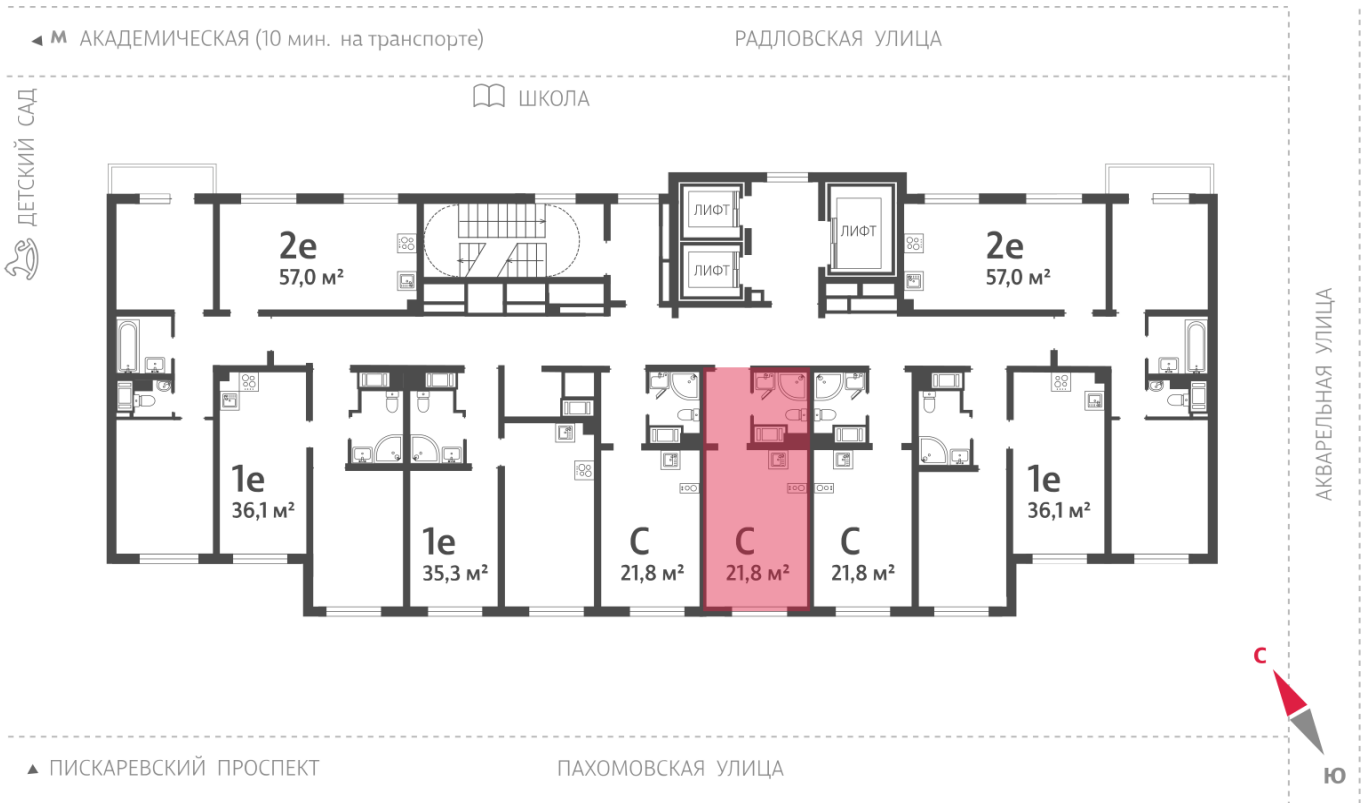 М АКАДЕМИЧЕСКАЯ (10 мин. на транспорте)
РАДЛОВСКАЯ УЛИЦА
ШКОЛА
ДЕТСКИЙ САД
ЛИФТ
ЛИФТ
ЛИФТ
2е
57,0 м²
2е
57,0 м²
АКВАРЕЛЬНАЯ УЛИЦА
1е
36,1 м²
1е
35,3 м²
С
21,8 м²
С
21,8 м²
С
21,8 м²
1е
36,1 м²
С
Ю
ПИСКАРЕВСКИЙ ПРОСПЕКТ
ПАХОМОВСКАЯ УЛИЦА